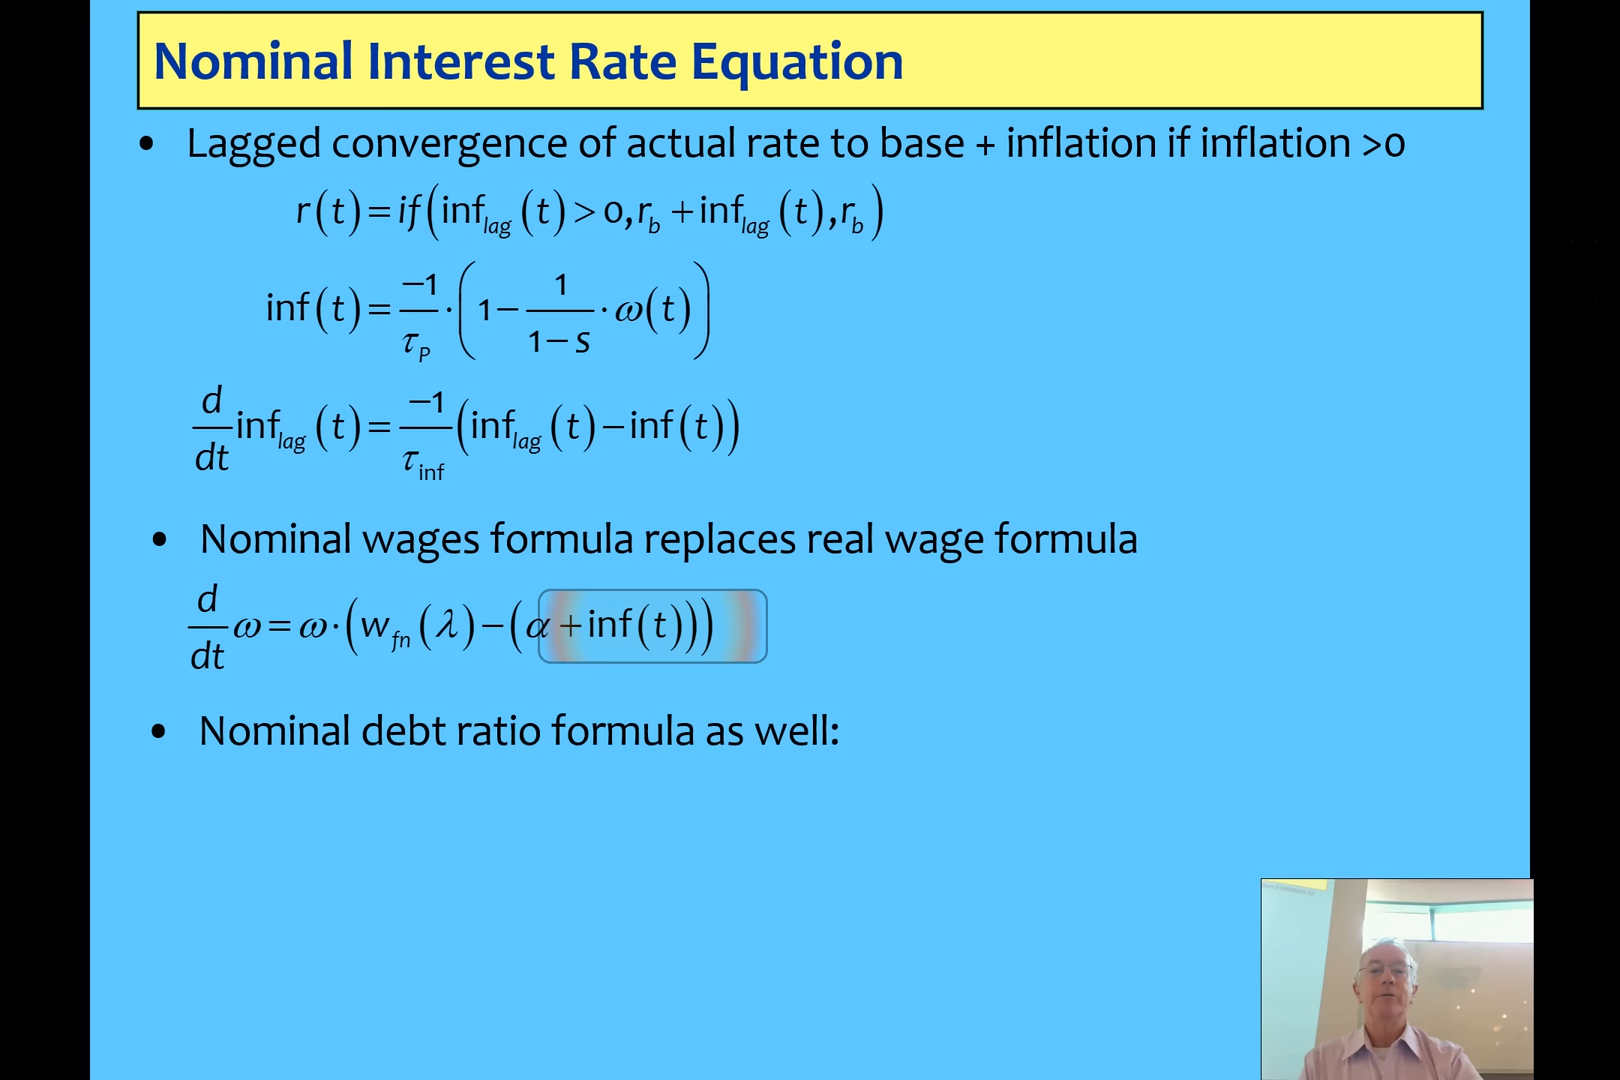 Nominal Interest Rate Equation
• Lagged convergence of actual rate to base + inflation if inflation >0
r(t) = if(inf_lag(t) > 0, r_b + inf_lag(t), r_b)
inf(t) = −1/τ_P · (1 − 1/(1 − s) · ω(t))
d/dt inf_lag(t) = −1/τ_inf (inf_lag(t) − inf(t))
• Nominal wages formula replaces real wage formula
d/dt ω = ω · (w_fn(λ) − (α + inf(t)))
• Nominal debt ratio formula as well: